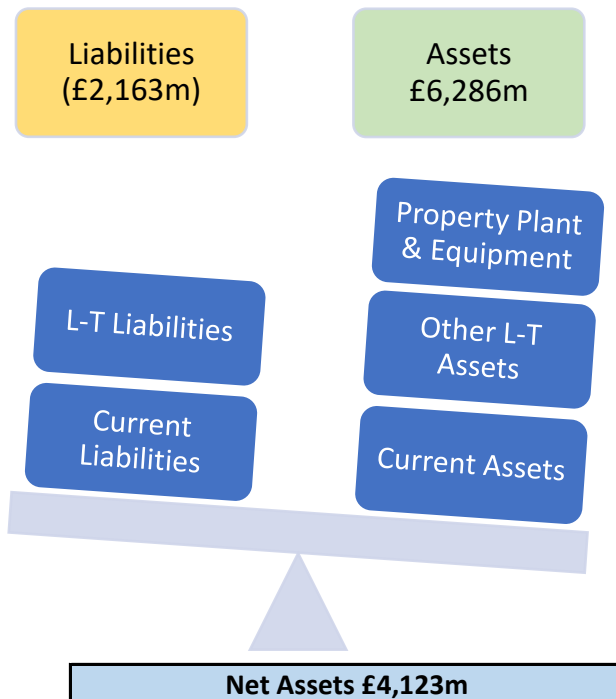 Liabilities
(£2,163m)
Assets
£6,286m
L-T Liabilities
Current
Liabilities
Property Plant
& Equipment
Other L-T
Assets
Current Assets
Net Assets £4,123m